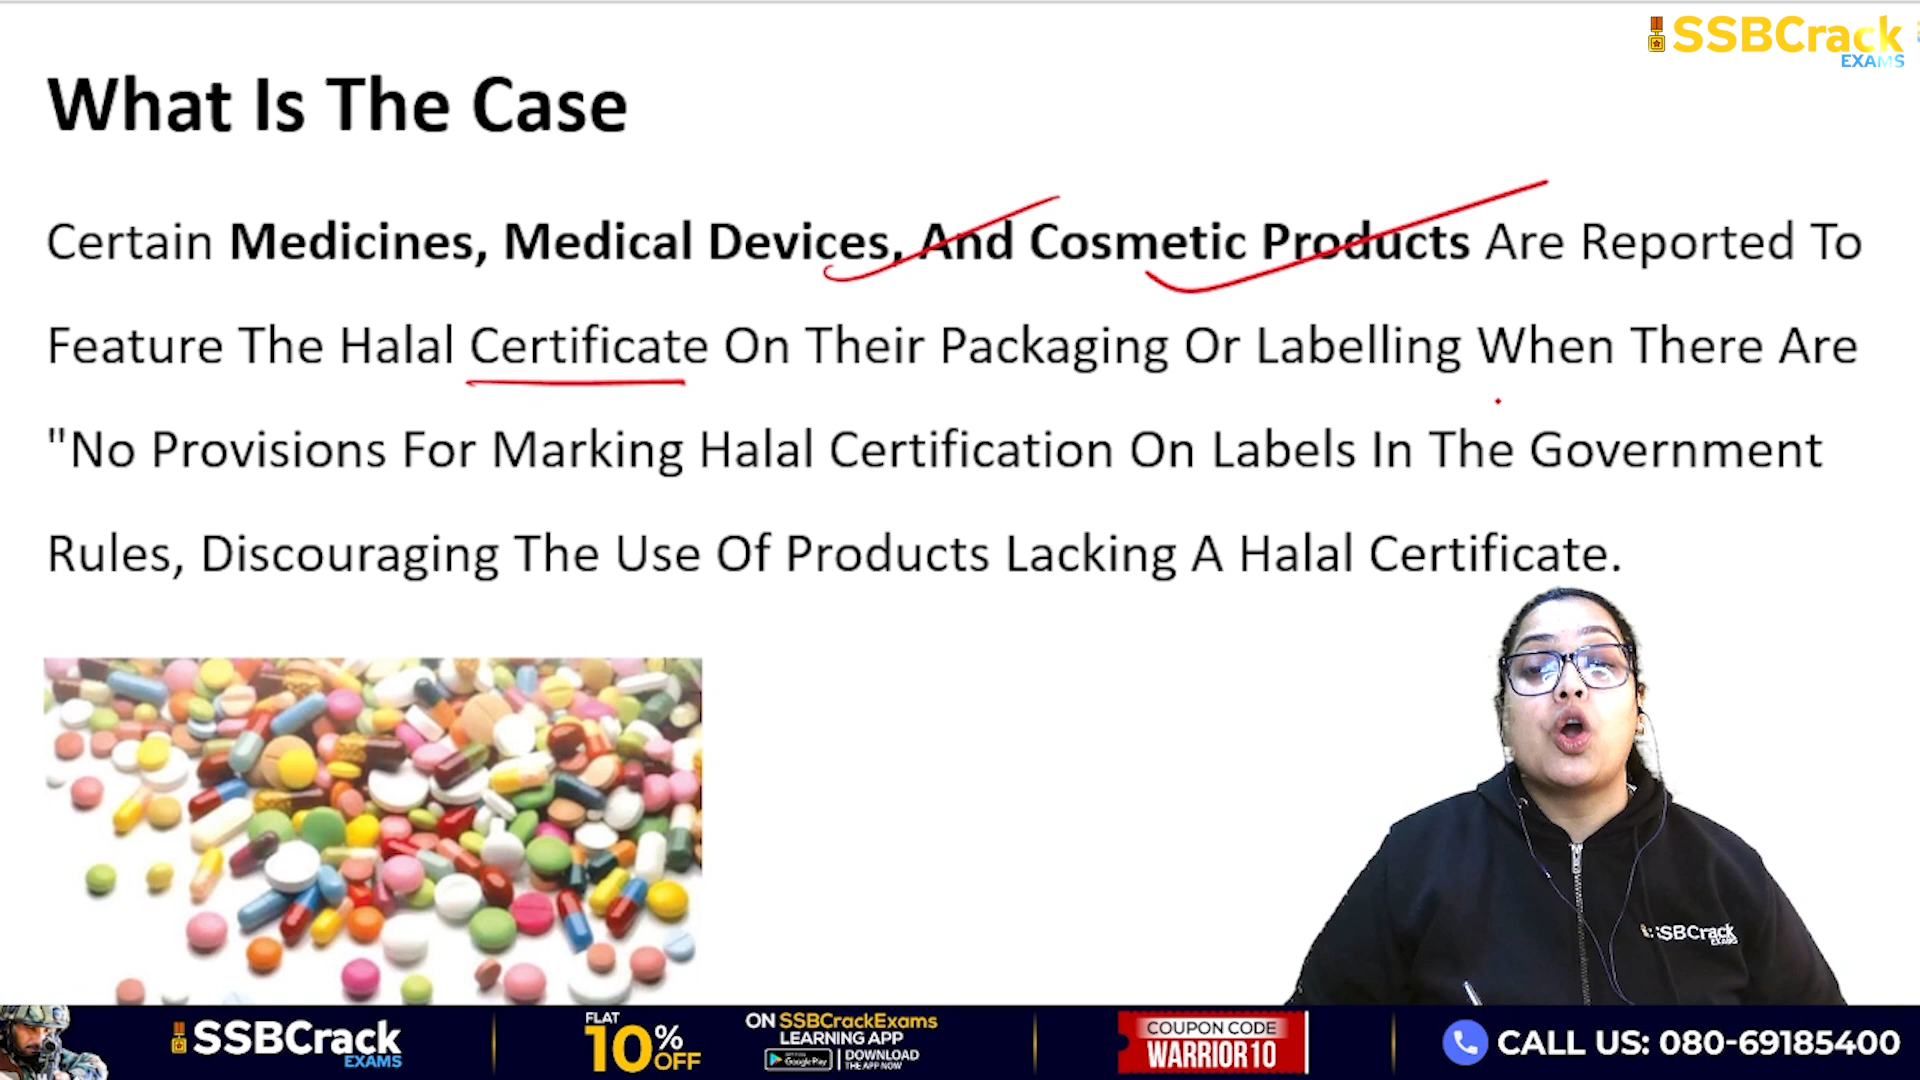 SSBCrack
EXAMS
What Is The Case
Certain Medicines, Medical Devices, And Cosmetic Products Are Reported To
Feature The Halal Certificate On Their Packaging Or Labelling When There Are
"No Provisions For Marking Halal Certification On Labels In The Government
Rules, Discouraging The Use Of Products Lacking A Halal Certificate.
SSBCrack
EXAMS
SSBCrack
EXAMS
FLAT
10% OFF
ON SSBCrackExams
LEARNING APP
Google Play
DOWNLOAD
THE APP NOW
COUPON CODE
WARRIOR10
CALL US: 080-69185400